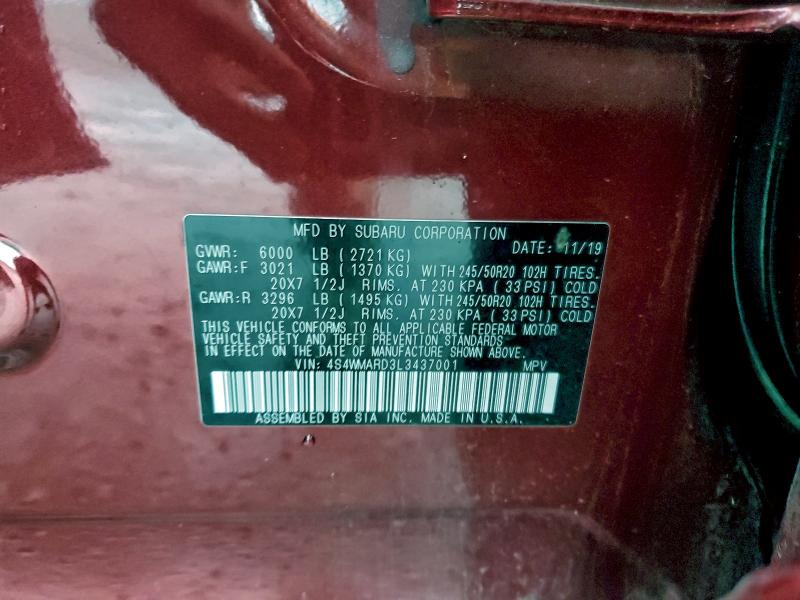 MFD BY SUBARU CORPORATION
GVWR: 6000 LB (2721 KG) DATE: 11/19
GAWR:F 3021 LB (1370 KG) WITH 245/50R20 102H TIRES.
20X7 1/2J RIMS. AT 230 KPA (33 PSI) COLD
GAWR:R 3296 LB (1495 KG) WITH 245/50R20 102H TIRES.
20X7 1/2J RIMS. AT 230 KPA (33 PSI) COLD
THIS VEHICLE CONFORMS TO ALL APPLICABLE FEDERAL MOTOR
VEHICLE SAFETY AND THEFT PREVENTION STANDARDS
IN EFFECT ON THE DATE OF MANUFACTURE SHOWN ABOVE.
VIN: 4S4WMARD3L3437001 MPV
ASSEMBLED BY SIA INC. MADE IN U.S.A.